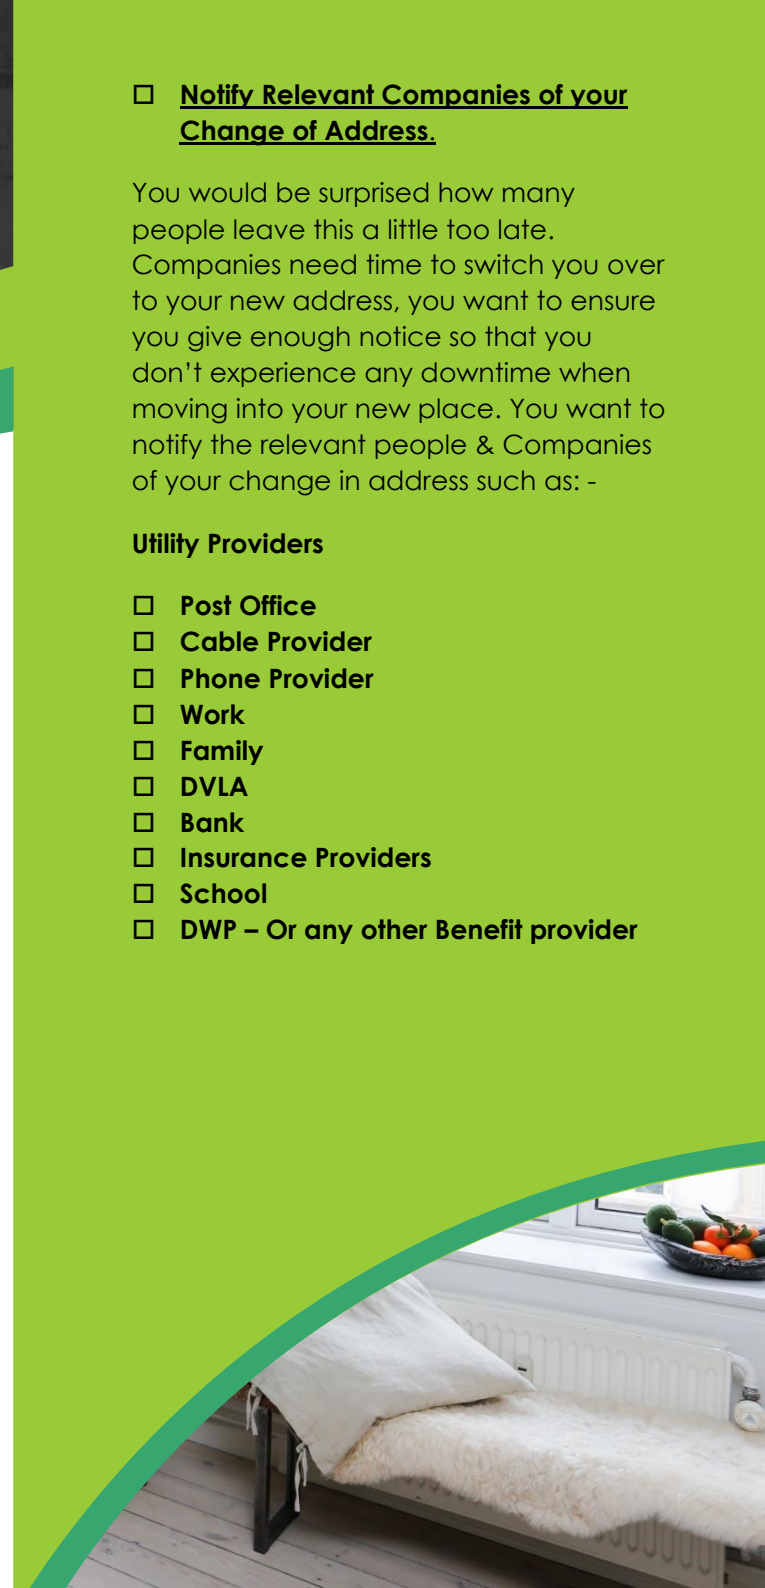 ☐ Notify Relevant Companies of your
Change of Address.
You would be surprised how many
people leave this a little too late.
Companies need time to switch you over
to your new address, you want to ensure
you give enough notice so that you
don’t experience any downtime when
moving into your new place. You want to
notify the relevant people & Companies
of your change in address such as: -
Utility Providers
☐ Post Office
☐ Cable Provider
☐ Phone Provider
☐ Work
☐ Family
☐ DVLA
☐ Bank
☐ Insurance Providers
☐ School
☐ DWP – Or any other Benefit provider